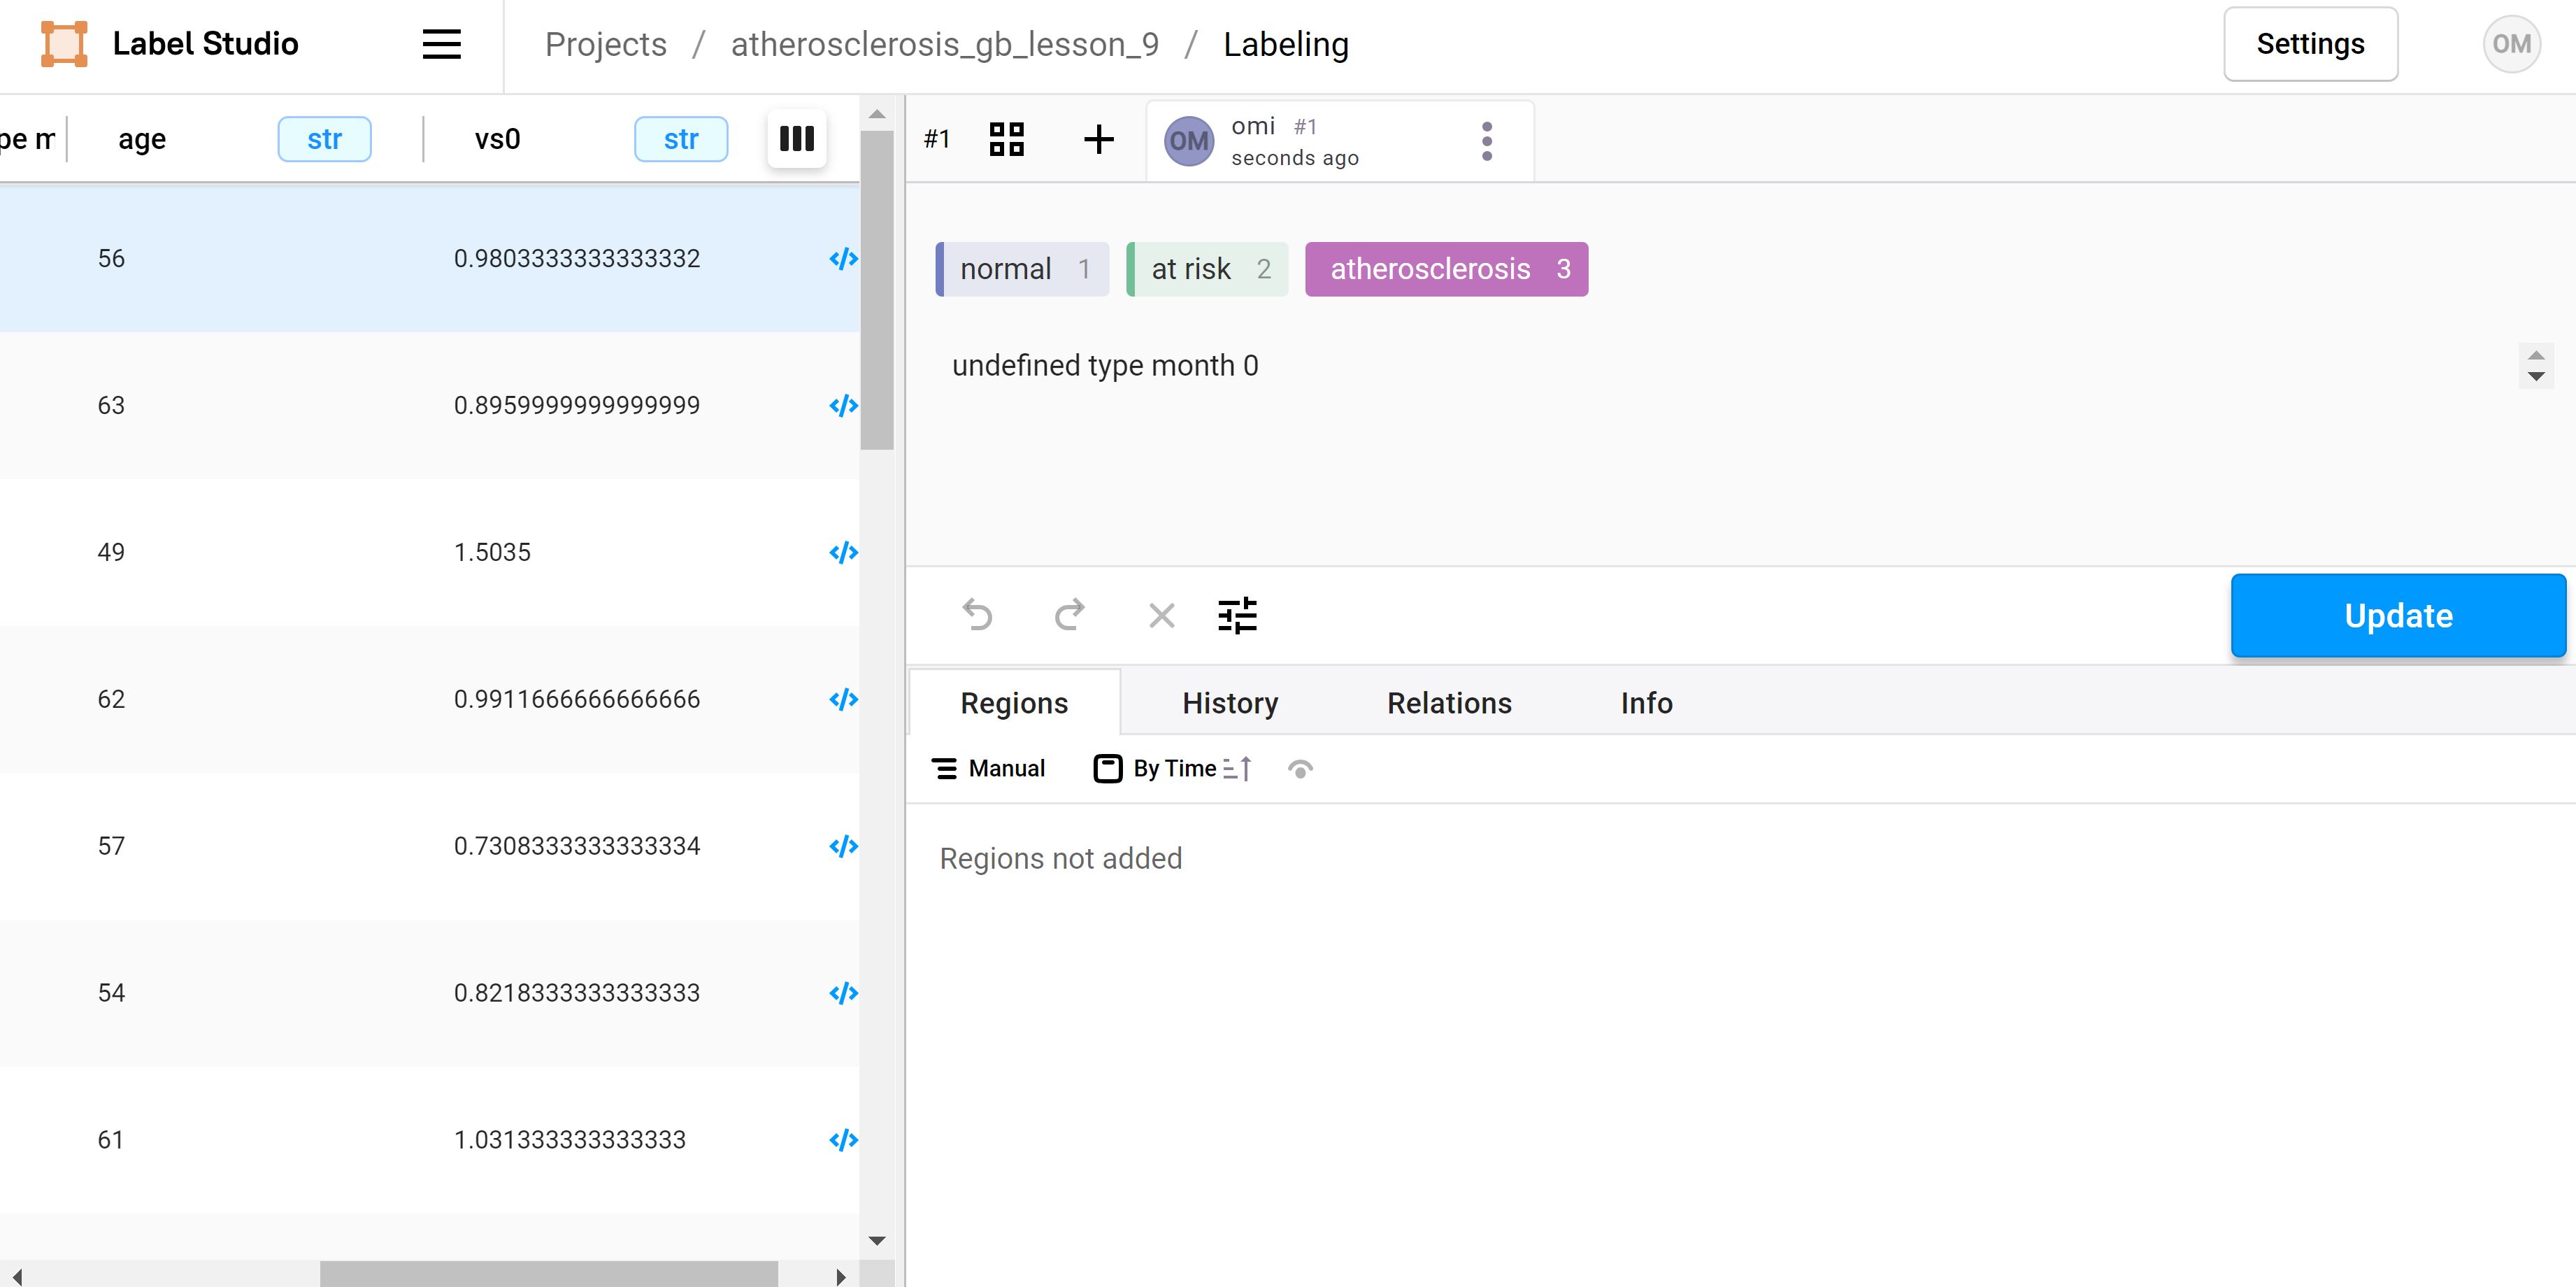 Label Studio
Projects / atherosclerosis_gb_lesson_9 / Labeling
Settings
OM
pe m
age str
vs0 str
56 0.9803333333333332 </>
63 0.8959999999999999 </>
49 1.5035 </>
62 0.9911666666666666 </>
57 0.7308333333333334 </>
54 0.8218333333333333 </>
61 1.031333333333333 </>
#1
OM
omi #1
seconds ago
normal 1
at risk 2
atherosclerosis 3
undefined type month 0
Update
Regions History Relations Info
Manual By Time
Regions not added